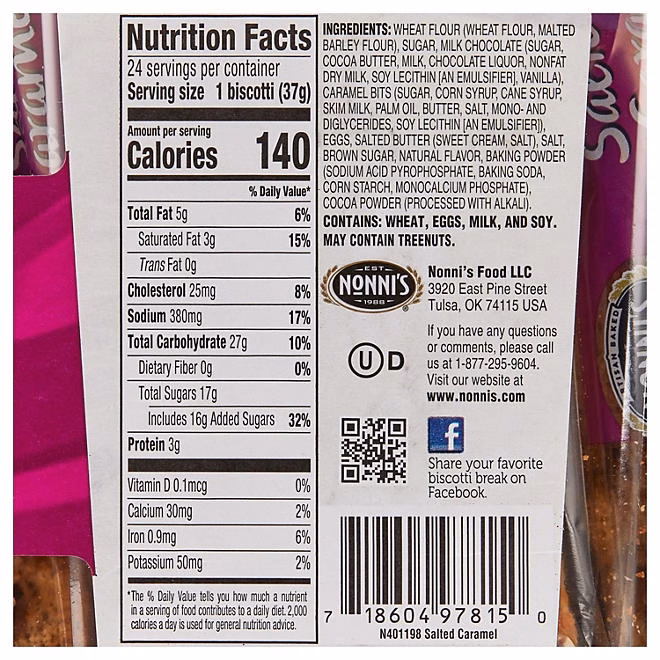 Nutrition Facts
24 servings per container
Serving size 1 biscotti (37g)
Amount per serving
Calories 140
% Daily Value*
Total Fat 5g 6%
Saturated Fat 3g 15%
Trans Fat 0g
Cholesterol 25mg 8%
Sodium 380mg 17%
Total Carbohydrate 27g 10%
Dietary Fiber 0g 0%
Total Sugars 17g
Includes 16g Added Sugars 32%
Protein 3g
Vitamin D 0.1mcg 0%
Calcium 30mg 2%
Iron 0.9mg 6%
Potassium 50mg 2%
*The % Daily Value tells you how much a nutrient
in a serving of food contributes to a daily diet. 2,000
calories a day is used for general nutrition advice.
INGREDIENTS: WHEAT FLOUR (WHEAT FLOUR, MALTED
BARLEY FLOUR), SUGAR, MILK CHOCOLATE (SUGAR,
COCOA BUTTER, MILK, CHOCOLATE LIQUOR, NONFAT
DRY MILK, SOY LECITHIN [AN EMULSIFIER], VANILLA),
CARAMEL BITS (SUGAR, CORN SYRUP, CANE SYRUP,
SKIM MILK, PALM OIL, BUTTER, SALT, MONO- AND
DIGLYCERIDES, SOY LECITHIN [AN EMULSIFIER]),
EGGS, SALTED BUTTER (SWEET CREAM, SALT), SALT,
BROWN SUGAR, NATURAL FLAVOR, BAKING POWDER
(SODIUM ACID PYROPHOSPHATE, BAKING SODA,
CORN STARCH, MONOCALCIUM PHOSPHATE),
COCOA POWDER (PROCESSED WITH ALKALI).
CONTAINS: WHEAT, EGGS, MILK, AND SOY.
MAY CONTAIN TREENUTS.
EST
NONNI'S
1988
®
Nonni's Food LLC
3920 East Pine Street
Tulsa, OK 74115 USA
U D
If you have any questions
or comments, please call
us at 1-877-295-9604.
Visit our website at
www.nonnis.com
f
Share your favorite
biscotti break on
Facebook.
7 18604 97815 0
N401198 Salted Caramel